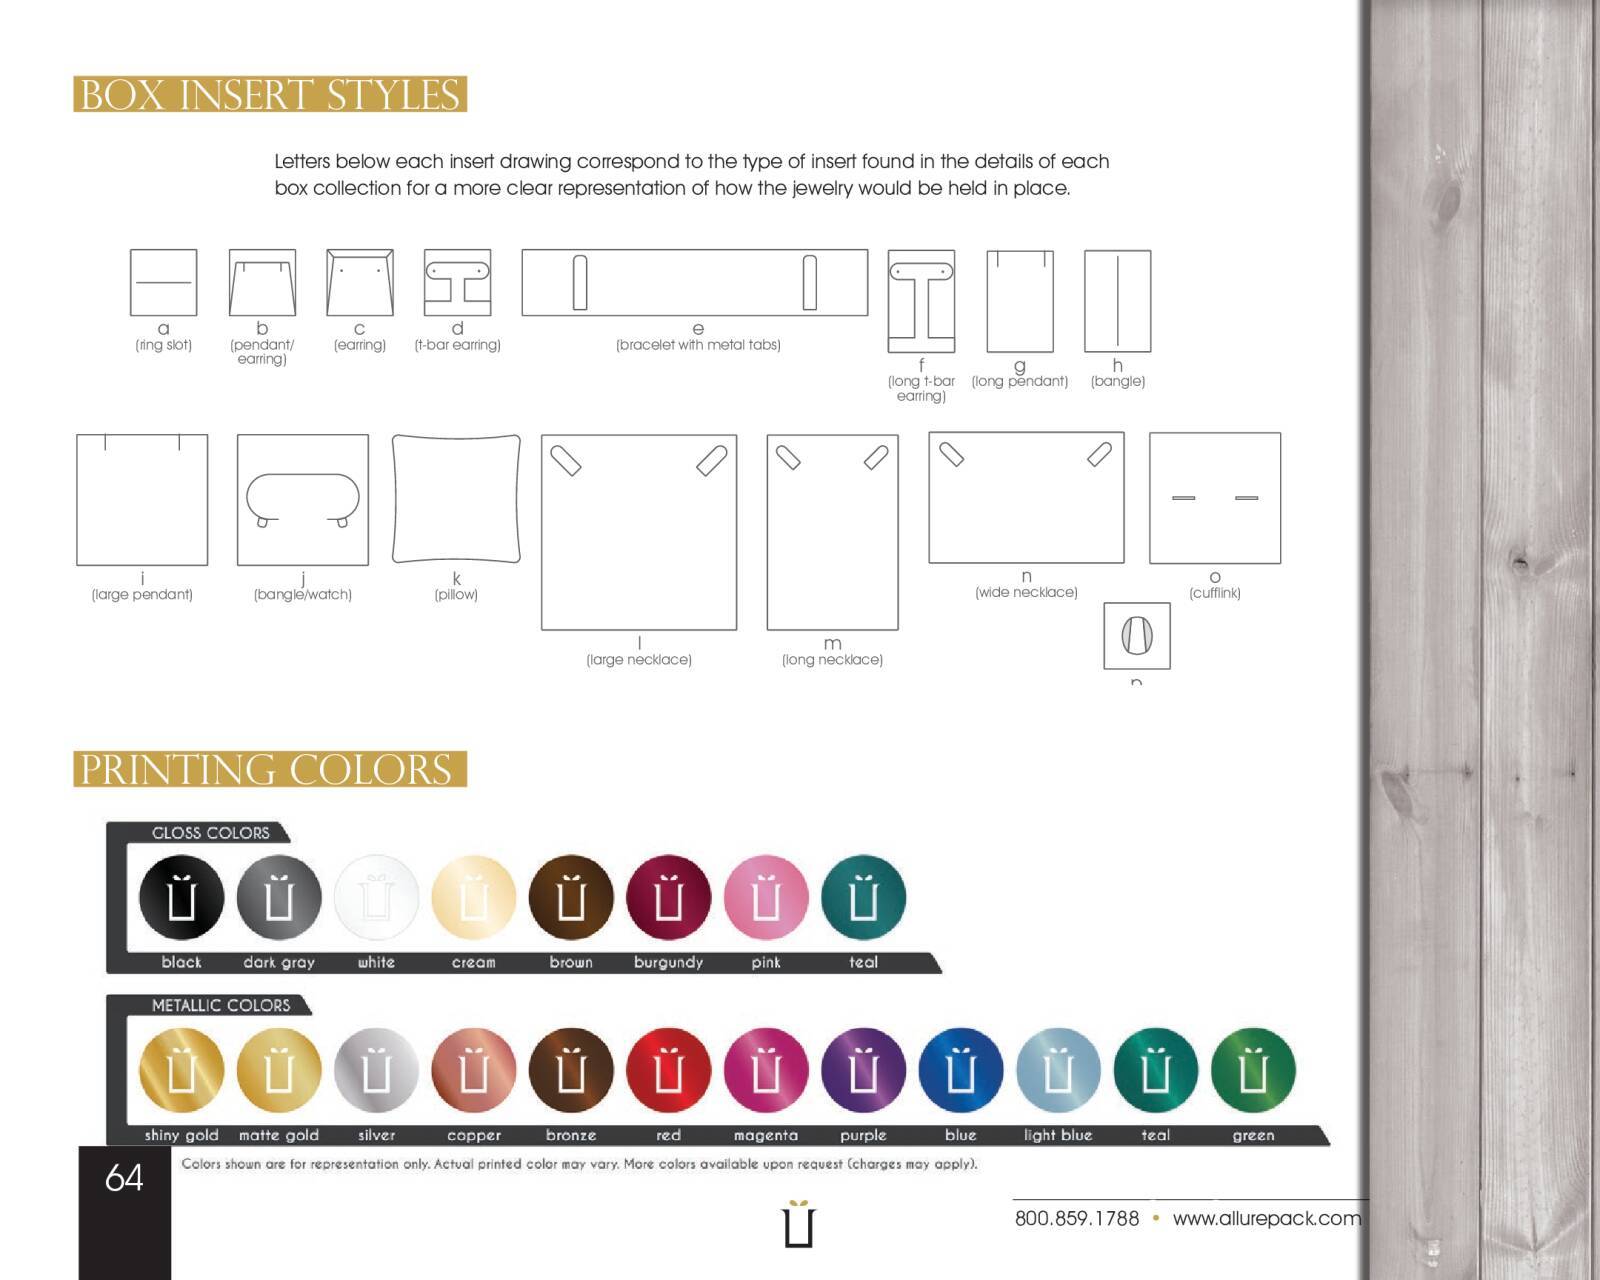 BOX INSERT STYLES
Letters below each insert drawing correspond to the type of insert found in the details of each
box collection for a more clear representation of how the jewelry would be held in place.
a
(ring slot)
b
(pendant/
earring)
c
(earring)
d
(t-bar earring)
e
(bracelet with metal tabs)
f
(long t-bar
earring)
g
(long pendant)
h
(bangle)
i
(large pendant)
j
(bangle/watch)
k
(pillow)
l
(large necklace)
m
(long necklace)
n
(wide necklace)
o
(cufflink)
PRINTING COLORS
GLOSS COLORS
black dark gray white cream brown burgundy pink teal
METALLIC COLORS
shiny gold matte gold silver copper bronze red magenta purple blue light blue teal green
Colors shown are for representation only. Actual printed color may vary. More colors available upon request (charges may apply).
64
800.859.1788 • www.allurepack.com